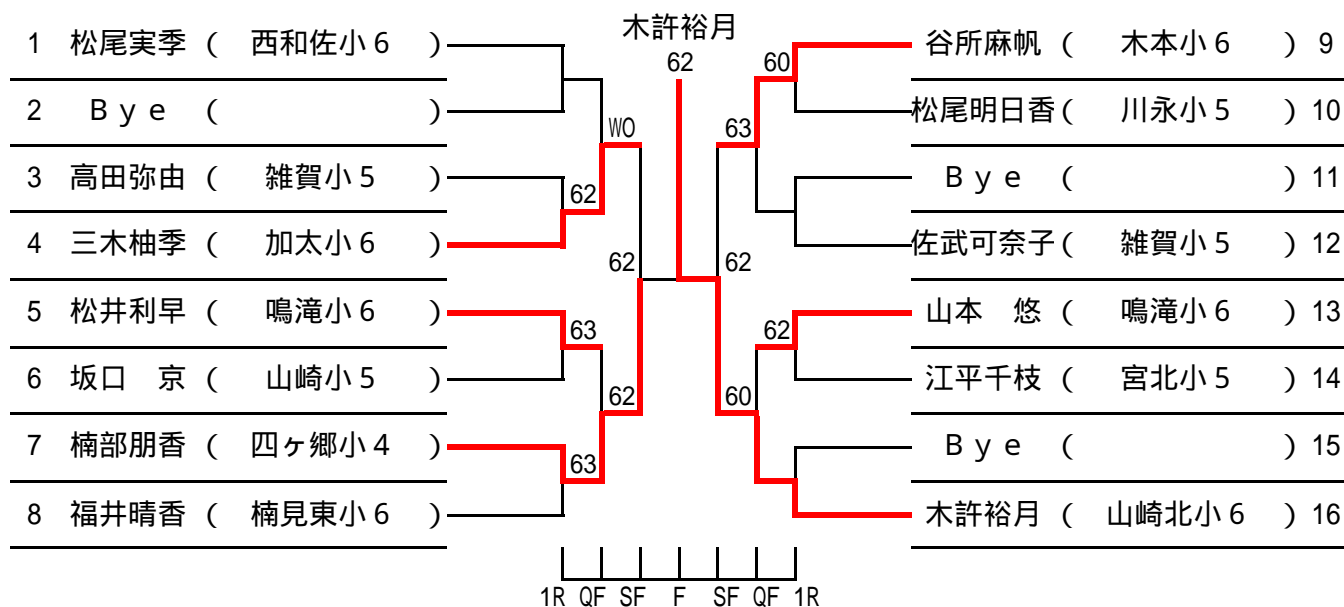 木許裕月
1 松尾実季 ( 西和佐小6 )
2 Bye ( )
3 高田弥由 ( 雑賀小5 )
4 三木柚季 ( 加太小6 )
5 松井利早 ( 鳴滝小6 )
6 坂口 京 ( 山崎小5 )
7 楠部朋香 ( 四ヶ郷小4 )
8 福井晴香 ( 楠見東小6 )
62
63
63
WO
62
62
62
63
60
62
60
62
谷所麻帆 ( 木本小6 ) 9
松尾明日香 ( 川永小5 ) 10
Bye ( ) 11
佐武可奈子 ( 雑賀小5 ) 12
山本 悠 ( 鳴滝小6 ) 13
江平千枝 ( 宮北小5 ) 14
Bye ( ) 15
木許裕月 ( 山崎北小6 ) 16
1R QF SF F SF QF 1R